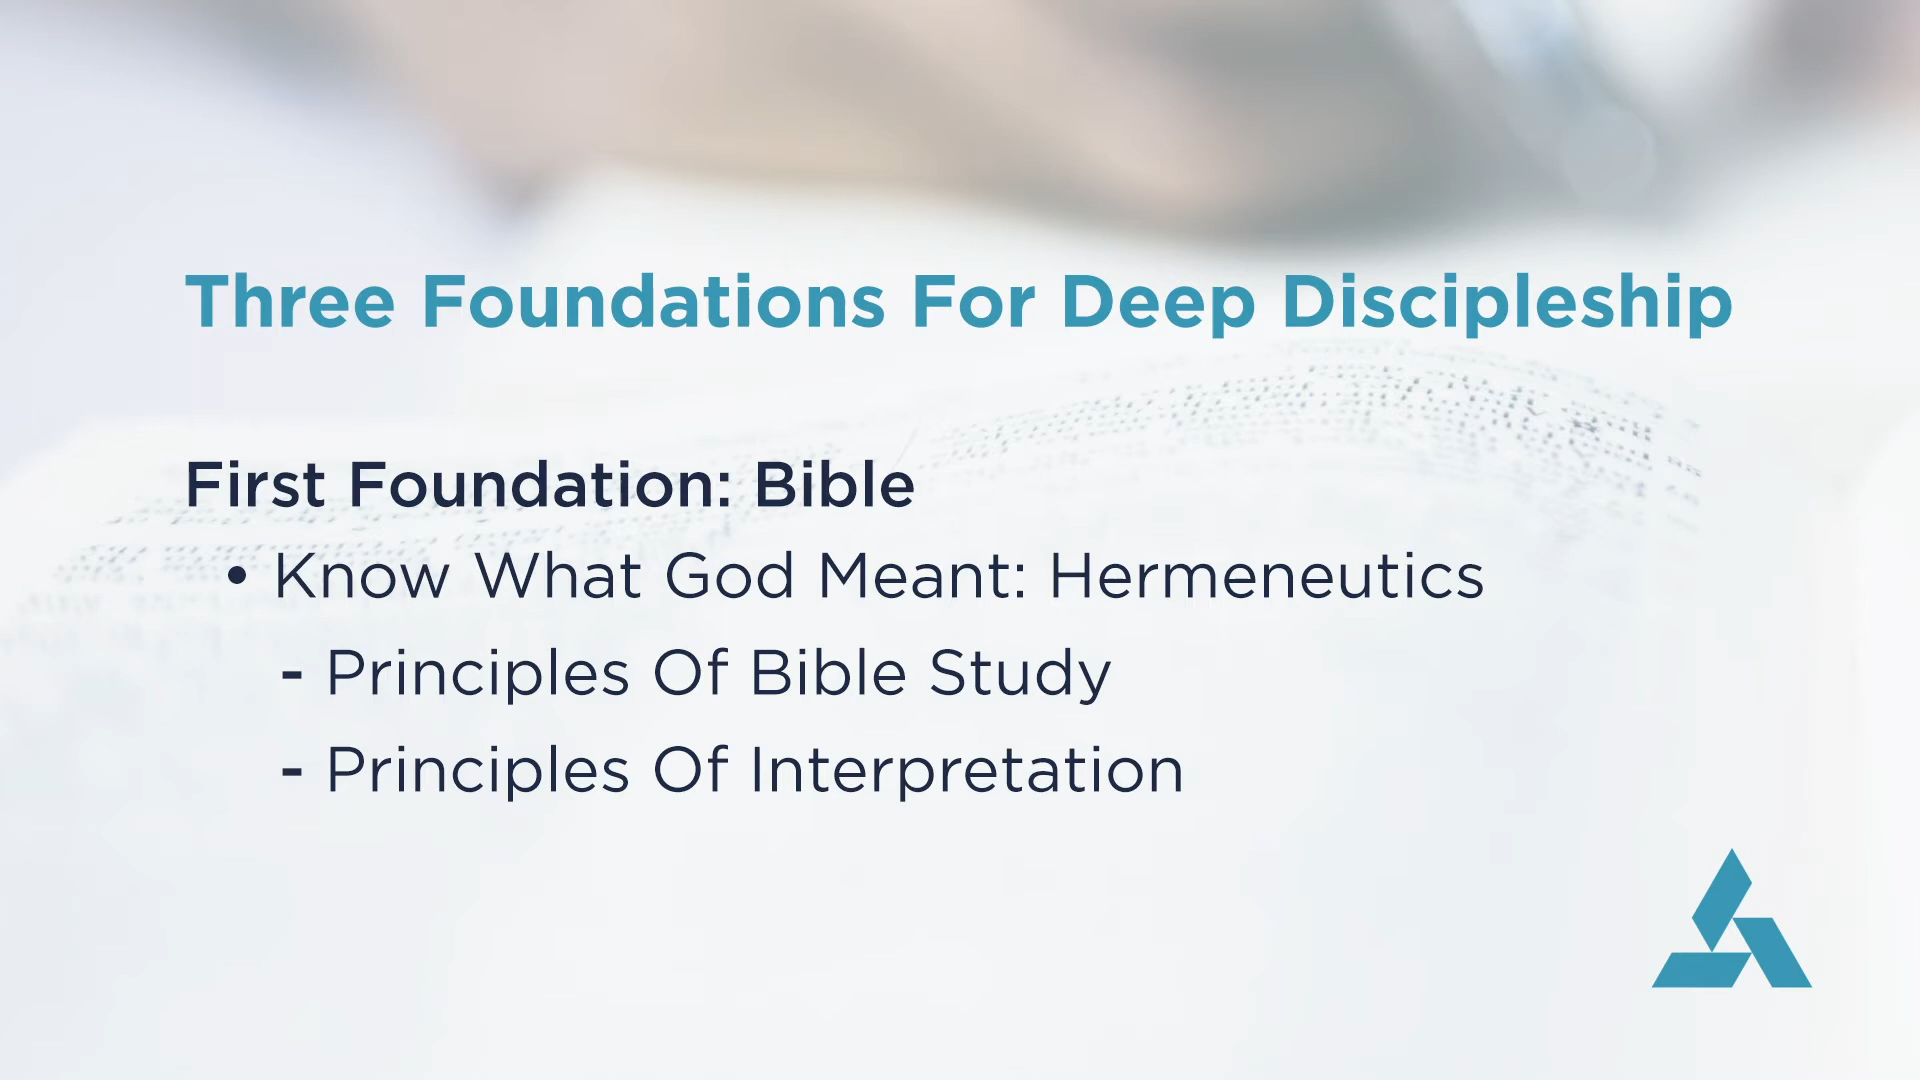 Three Foundations For Deep Discipleship
First Foundation: Bible
• Know What God Meant: Hermeneutics
- Principles Of Bible Study
- Principles Of Interpretation